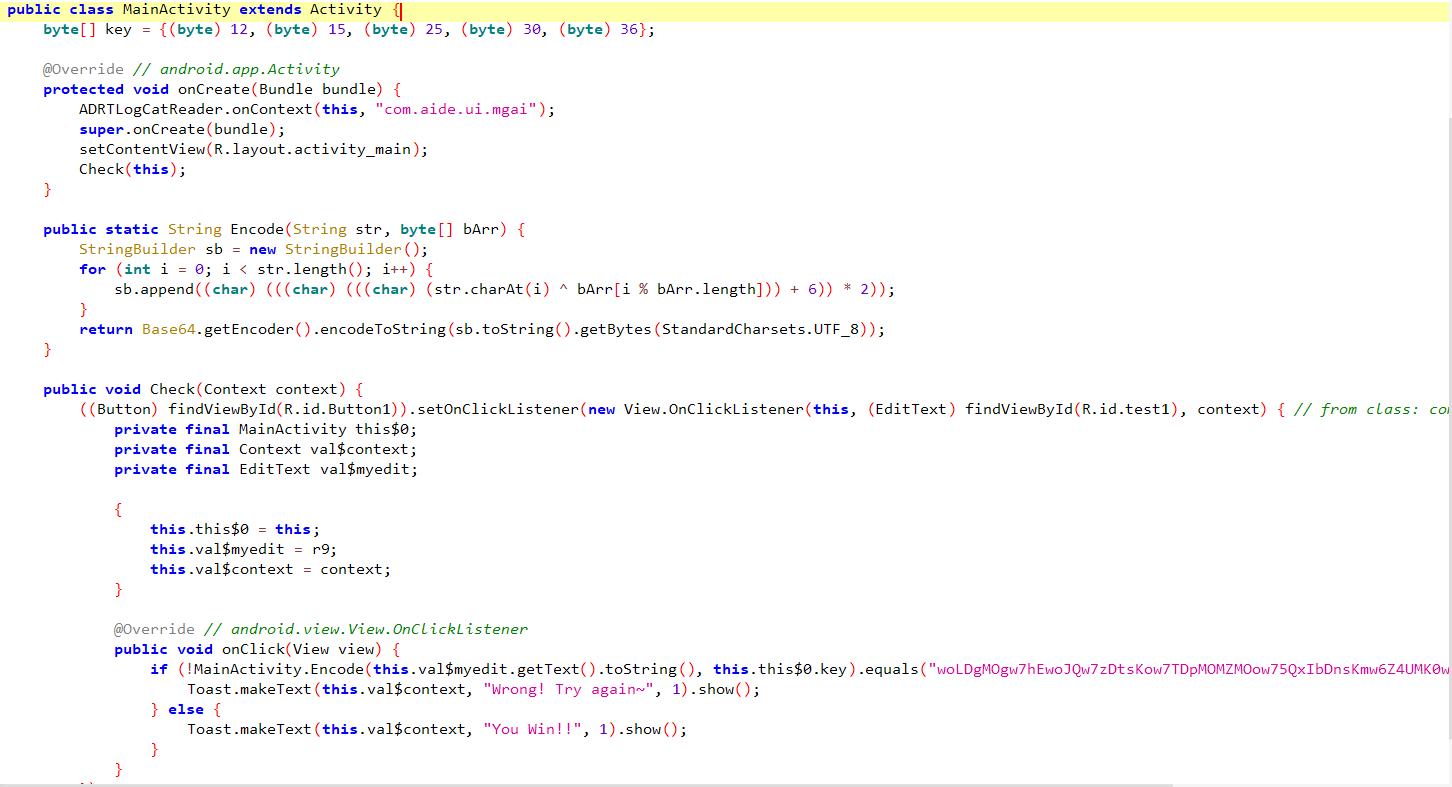 public class MainActivity extends Activity {
byte[] key = {(byte) 12, (byte) 15, (byte) 25, (byte) 30, (byte) 36};
@Override // android.app.Activity
protected void onCreate(Bundle bundle) {
ADRTLogCatReader.onContext(this, "com.aide.ui.mgai");
super.onCreate(bundle);
setContentView(R.layout.activity_main);
Check(this);
}
public static String Encode(String str, byte[] bArr) {
StringBuilder sb = new StringBuilder();
for (int i = 0; i < str.length(); i++) {
sb.append((char) (((char) (((char) (str.charAt(i) ^ bArr[i % bArr.length])) + 6)) * 2));
}
return Base64.getEncoder().encodeToString(sb.toString().getBytes(StandardCharsets.UTF_8));
}
public void Check(Context context) {
((Button) findViewById(R.id.Button1)).setOnClickListener(new View.OnClickListener(this, (EditText) findViewById(R.id.test1), context) { // from class: co
private final MainActivity this$0;
private final Context val$context;
private final EditText val$myedit;
{
this.this$0 = this;
this.val$myedit = r9;
this.val$context = context;
}
@Override // android.view.View.OnClickListener
public void onClick(View view) {
if (!MainActivity.Encode(this.val$myedit.getText().toString(), this.this$0.key).equals("woLDgMOgw7hEwoJQw7zDtsKow7TDpMOMZMOow75QxIbDnsKmw6Z4UMK0w
Toast.makeText(this.val$context, "Wrong! Try again~", 1).show();
} else {
Toast.makeText(this.val$context, "You Win!!", 1).show();
}
}